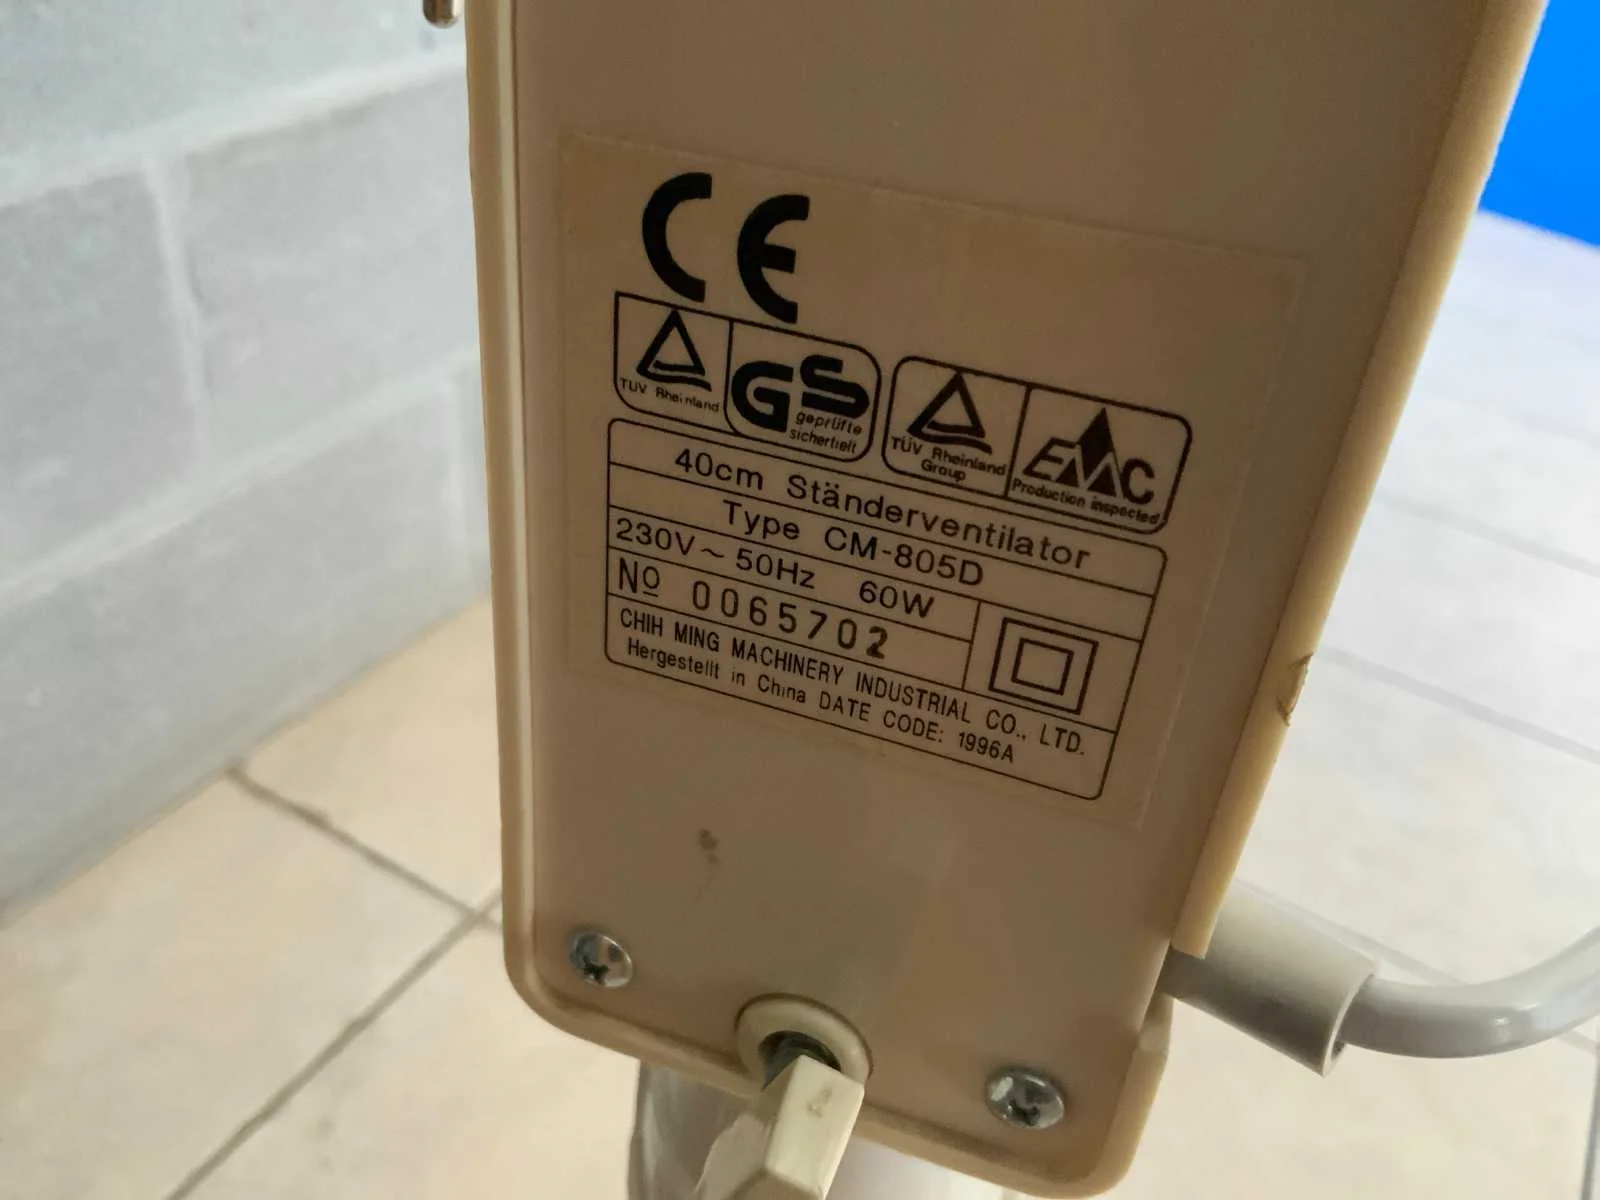 CE
TUV Rheinland
GS
geprüfte
sicherheit
TÜV Rheinland
Group
EMC
Production inspected
40cm Ständerventilator
Type CM-805D
230V~ 50Hz 60W
Nº 0065702
CHIH MING MACHINERY INDUSTRIAL CO., LTD.
Hergestellt in China DATE CODE: 1996A